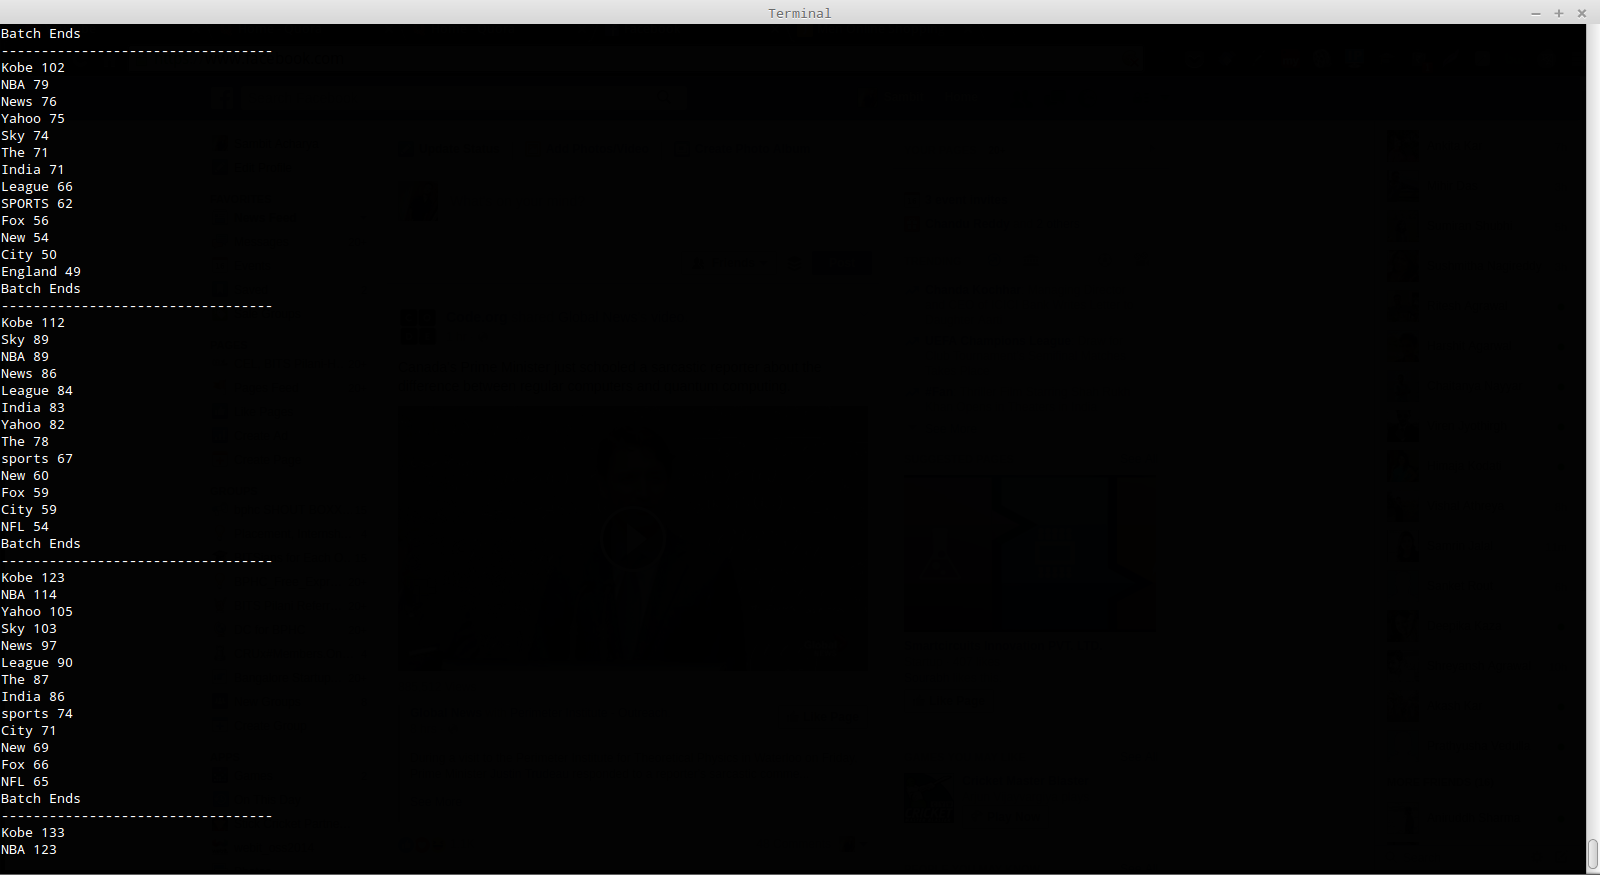 Terminal
Batch Ends
----------------------------------
Kobe 102
NBA 79
News 76
Yahoo 75
Sky 74
The 71
India 71
League 66
SPORTS 62
Fox 56
New 54
City 50
England 49
Batch Ends
----------------------------------
Kobe 112
Sky 89
NBA 89
News 86
League 84
India 83
Yahoo 82
The 78
sports 67
New 60
Fox 59
City 59
NFL 54
Batch Ends
----------------------------------
Kobe 123
NBA 114
Yahoo 105
Sky 103
News 97
League 90
The 87
India 86
sports 74
City 71
New 69
Fox 66
NFL 65
Batch Ends
----------------------------------
Kobe 133
NBA 123